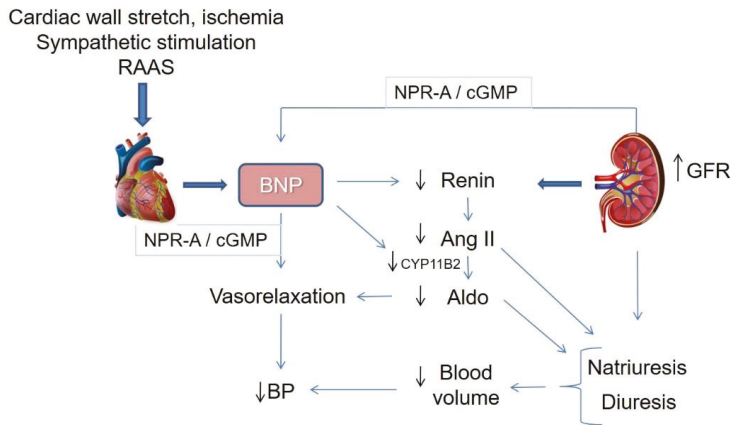 Cardiac wall stretch, ischemia
Sympathetic stimulation
RAAS
NPR-A / cGMP
BNP
↓ Renin
↑ GFR
NPR-A / cGMP
↓ Ang II
↓ CYP11B2
Vasorelaxation
↓ Aldo
↓ Blood
volume
Natriuresis
Diuresis
↓BP